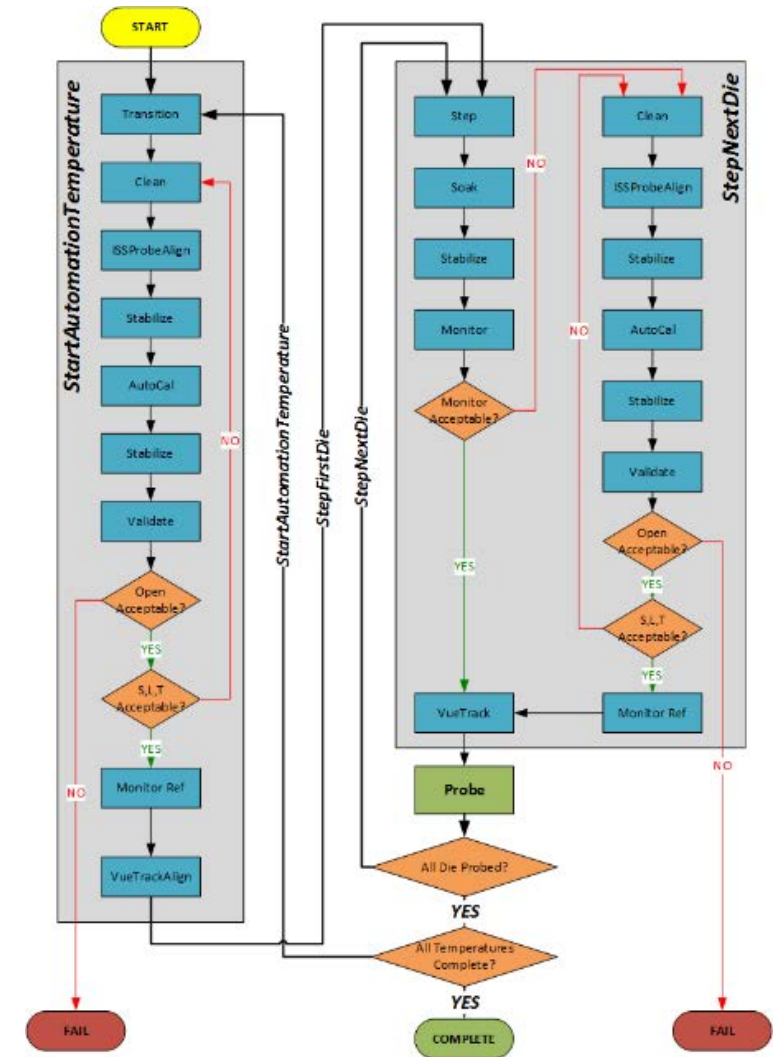 START
StartAutomationTemperature
Transition
Clean
ISSProbeAlign
Stabilize
AutoCal
Stabilize
Validate
Open
Acceptable?
YES
S,L,T
Acceptable?
YES
NO
NO
Monitor Ref
VueTrackAlign
FAIL
StartAutomationTemperature
StepFirstDie
StepNextDie
StepNextDie
Step
Soak
Stabilize
Monitor
Monitor
Acceptable?
NO
YES
VueTrack
Clean
ISSProbeAlign
Stabilize
AutoCal
Stabilize
Validate
Open
Acceptable?
YES
S,L,T
Acceptable?
YES
NO
NO
Monitor Ref
Probe
All Die Probed?
YES
All Temperatures
Complete?
YES
COMPLETE
FAIL